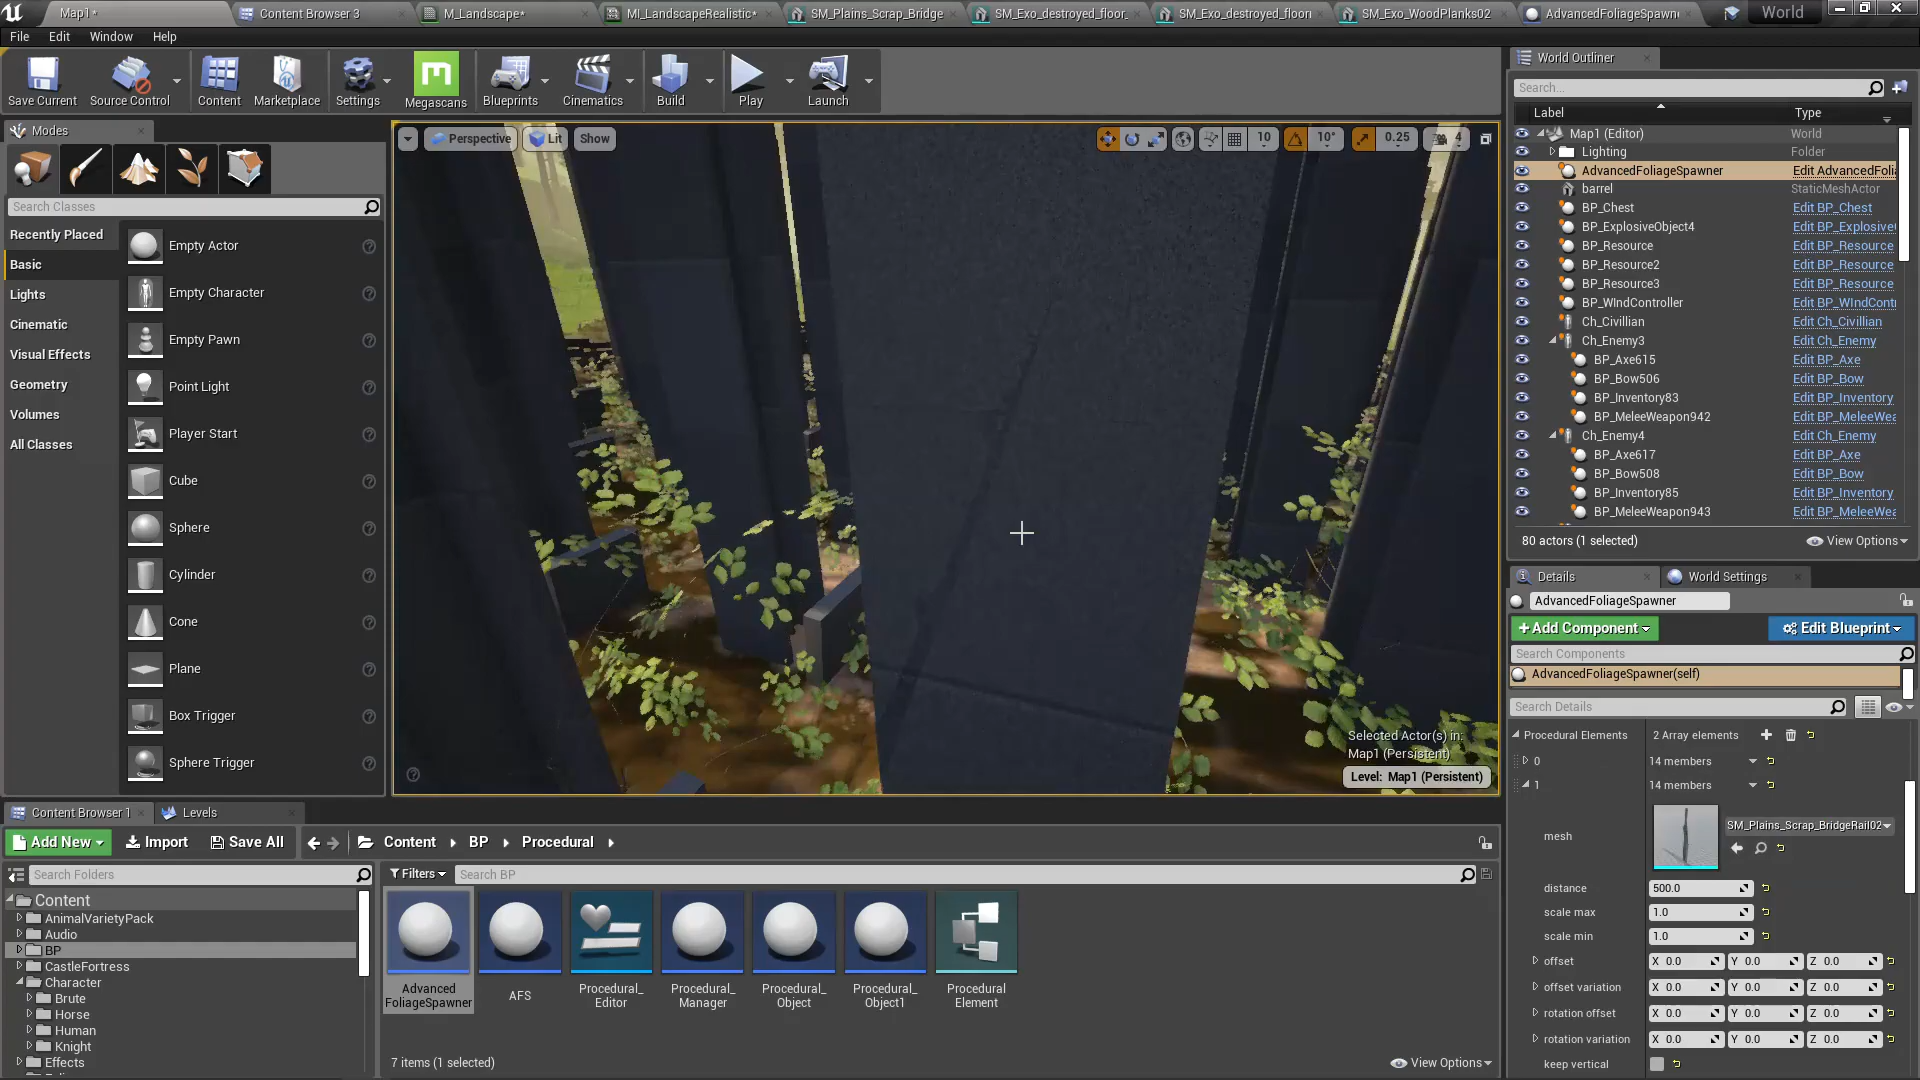 Map1*
Content Browser 3
M_Landscape*
MI_LandscapeRealistic*
SM_Plains_Scrap_Bridge
SM_Exo_destroyed_floor_
SM_Exo_destroyed_floori
SM_Exo_WoodPlanks02
AdvancedFoliageSpawn
World
File
Edit
Window
Help
Save Current
Source Control
Content
Marketplace
Settings
Megascans
Blueprints
Cinematics
Build
Play
Launch
Modes
Search Classes
Recently Placed
Basic
Lights
Cinematic
Visual Effects
Geometry
Volumes
All Classes
Empty Actor
Empty Character
Empty Pawn
Point Light
Player Start
Cube
Sphere
Cylinder
Cone
Plane
Box Trigger
Sphere Trigger
Perspective
Lit
Show
10
10°
0.25
4
Selected Actor(s) in:
Map1 (Persistent)
Level: Map1 (Persistent)
World Outliner
Search...
Label
Type
Map1 (Editor)
World
Lighting
Folder
AdvancedFoliageSpawner
Edit AdvancedFoli
barrel
StaticMeshActor
BP_Chest
Edit BP_Chest
BP_ExplosiveObject4
Edit BP_Explosive
BP_Resource
Edit BP_Resource
BP_Resource2
Edit BP_Resource
BP_Resource3
Edit BP_Resource
BP_WIndController
Edit BP_WIndContr
Ch_Civillian
Edit Ch_Civillian
Ch_Enemy3
Edit Ch_Enemy
BP_Axe615
Edit BP_Axe
BP_Bow506
Edit BP_Bow
BP_Inventory83
Edit BP_Inventory
BP_MeleeWeapon942
Edit BP_MeleeWea
Ch_Enemy4
Edit Ch_Enemy
BP_Axe617
Edit BP_Axe
BP_Bow508
Edit BP_Bow
BP_Inventory85
Edit BP_Inventory
BP_MeleeWeapon943
Edit BP_MeleeWea
80 actors (1 selected)
View Options
Details
World Settings
AdvancedFoliageSpawner
+Add Component
Edit Blueprint
Search Components
AdvancedFoliageSpawner(self)
Search Details
Procedural Elements
2 Array elements
0
14 members
1
14 members
mesh
SM_Plains_Scrap_BridgeRail02
distance
500.0
scale max
1.0
scale min
1.0
offset
X 0.0
Y 0.0
Z 0.0
offset variation
X 0.0
Y 0.0
Z 0.0
rotation offset
X 0.0
Y 0.0
Z 0.0
rotation variation
X 0.0
Y 0.0
Z 0.0
keep vertical
Content Browser 1
Levels
Add New
Import
Save All
Content
BP
Procedural
Search Folders
Filters
Search BP
Content
AnimalVarietyPack
Audio
BP
CastleFortress
Character
Brute
Horse
Human
Knight
Effects
Advanced
FoliageSpawner
AFS
Procedural_
Editor
Procedural_
Manager
Procedural_
Object
Procedural_
Object1
Procedural
Element
7 items (1 selected)
View Options